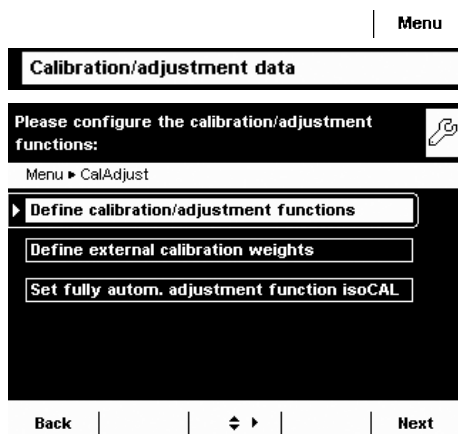 Menu
Calibration/adjustment data
Please configure the calibration/adjustment
functions:
Menu ▸ CalAdjust
Define calibration/adjustment functions
Define external calibration weights
Set fully autom. adjustment function isoCAL
Back Next